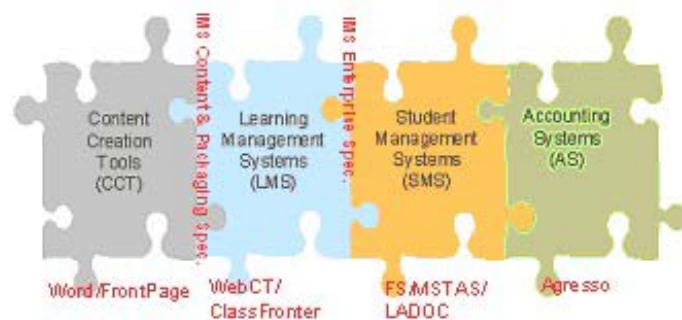 IMS Content & Packaging Spec.
IMS Enterprise Spec.
Content
Creation
Tools
(CCT)
Learning
Management
Systems
(LMS)
Student
Management
Systems
(SMS)
Accounting
Systems
(AS)
Word/FrontPage
WebCT/
ClassFronter
FS/MSTAS/
LADOC
Agresso